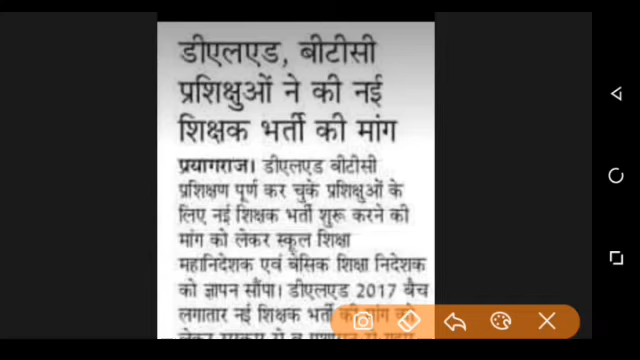 डीएलएड, बीटीसी
प्रशिक्षुओं ने की नई
शिक्षक भर्ती की मांग
प्रयागराज। डीएलएड बीटीसी
प्रशिक्षण पूर्ण कर चुके प्रशिक्षुओं के
लिए नई शिक्षक भर्ती शुरू करने की
मांग को लेकर स्कूल शिक्षा
महानिदेशक एवं बेसिक शिक्षा निदेशक
को ज्ञापन सौंपा। डीएलएड 2017 बैच
लगातार नई शिक्षक भर्ती की मांग को